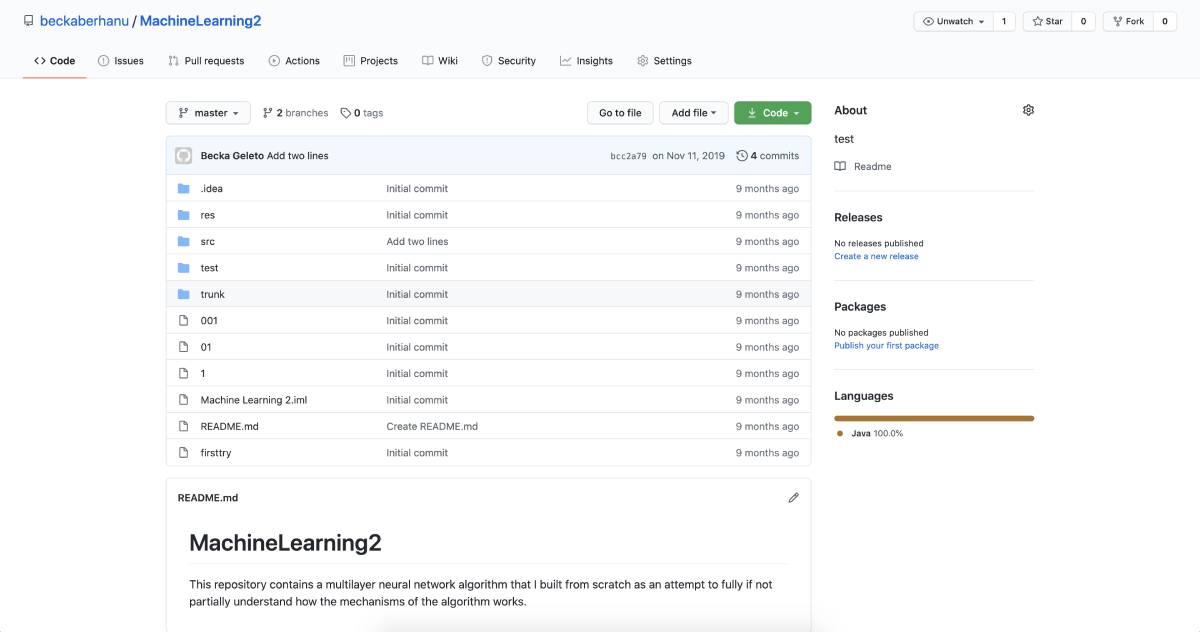 beckaberhanu / MachineLearning2
Unwatch 1 Star 0 Fork 0
Code Issues Pull requests Actions Projects Wiki Security Insights Settings
master 2 branches 0 tags Go to file Add file Code
Becka Geleto Add two lines bcc2a79 on Nov 11, 2019 4 commits
.idea Initial commit 9 months ago
res Initial commit 9 months ago
src Add two lines 9 months ago
test Initial commit 9 months ago
trunk Initial commit 9 months ago
001 Initial commit 9 months ago
01 Initial commit 9 months ago
1 Initial commit 9 months ago
Machine Learning 2.iml Initial commit 9 months ago
README.md Create README.md 9 months ago
firsttry Initial commit 9 months ago
README.md
MachineLearning2
This repository contains a multilayer neural network algorithm that I built from scratch as an attempt to fully if not
partially understand how the mechanisms of the algorithm works.
About
test
Readme
Releases
No releases published
Create a new release
Packages
No packages published
Publish your first package
Languages
Java 100.0%